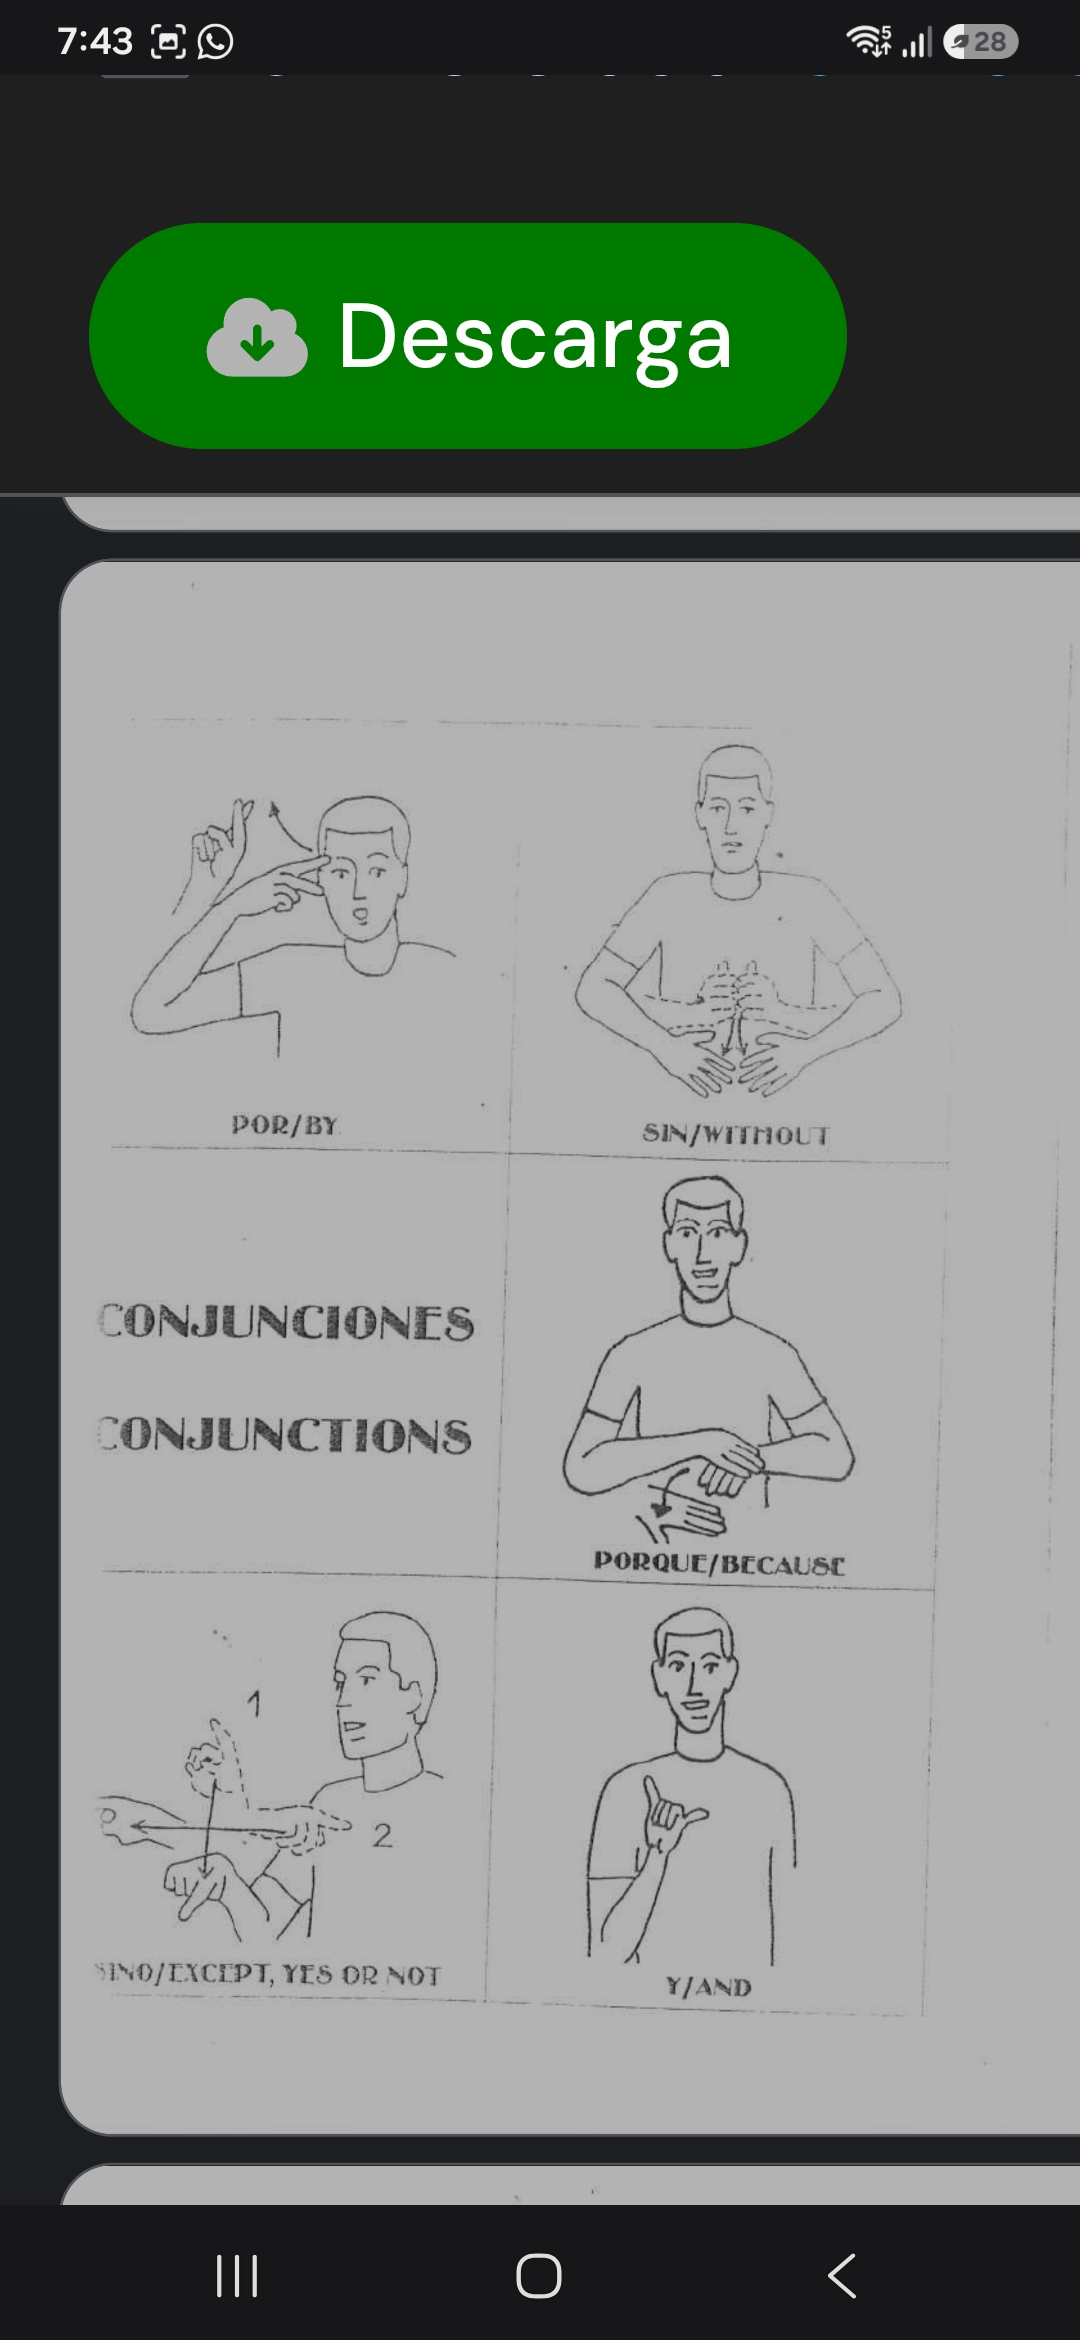 7:43
5
28
Descarga
POR/BY
SIN/WITHOUT
CONJUNCIONES
CONJUNCTIONS
PORQUE/BECAUSE
1
2
SINO/EXCEPT, YES OR NOT
Y/AND